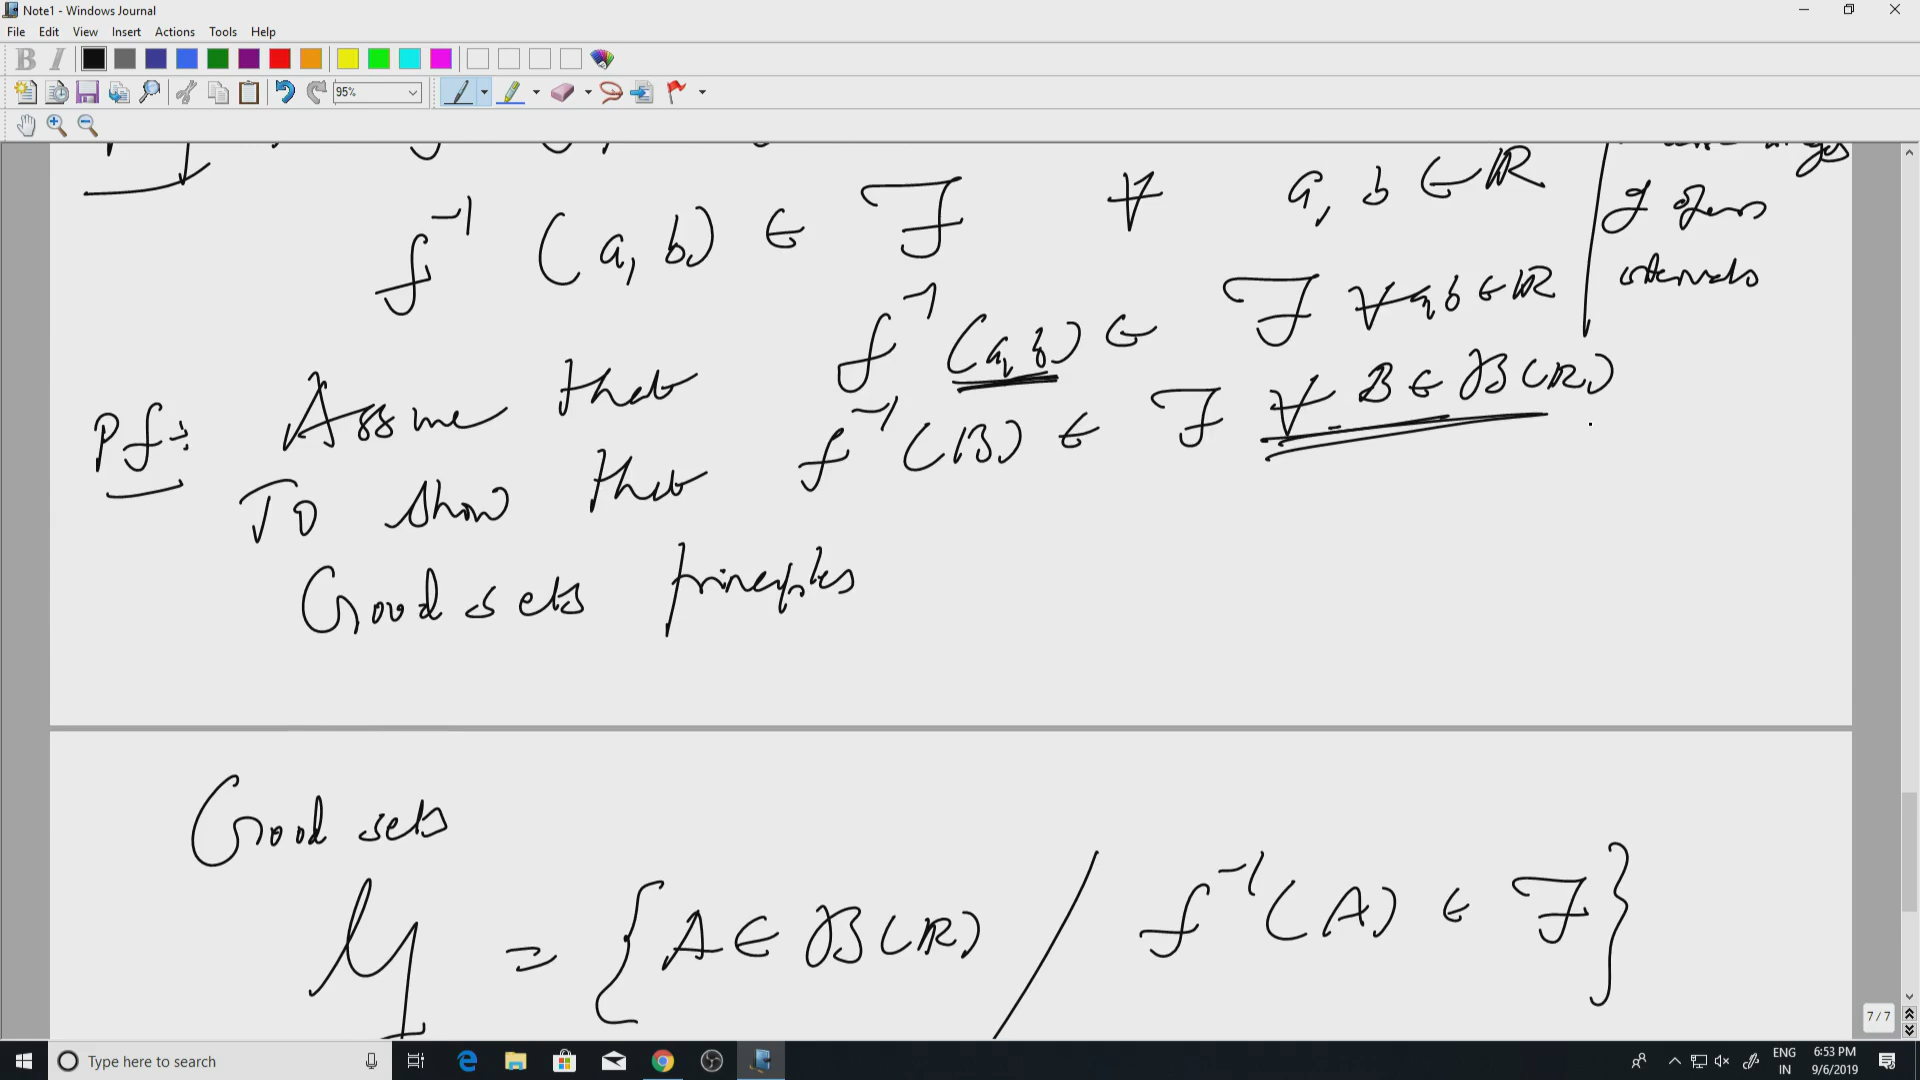 Note1 - Windows Journal
File Edit View Insert Actions Tools Help
95%
f⁻¹ (a, b) ∈ ℱ ∀ a, b ∈ ℝ
of open
intervals
Pf: Assume that f⁻¹ (a, b) ∈ ℱ ∀ a, b ∈ ℝ
To show that f⁻¹ (B) ∈ ℱ ∀ B ∈ ℬ(ℝ)
Good sets principles
Good sets
= { A ∈ ℬ(ℝ) / f⁻¹(A) ∈ ℱ }
7 / 7
Type here to search
ENG
IN
6:53 PM
9/6/2019